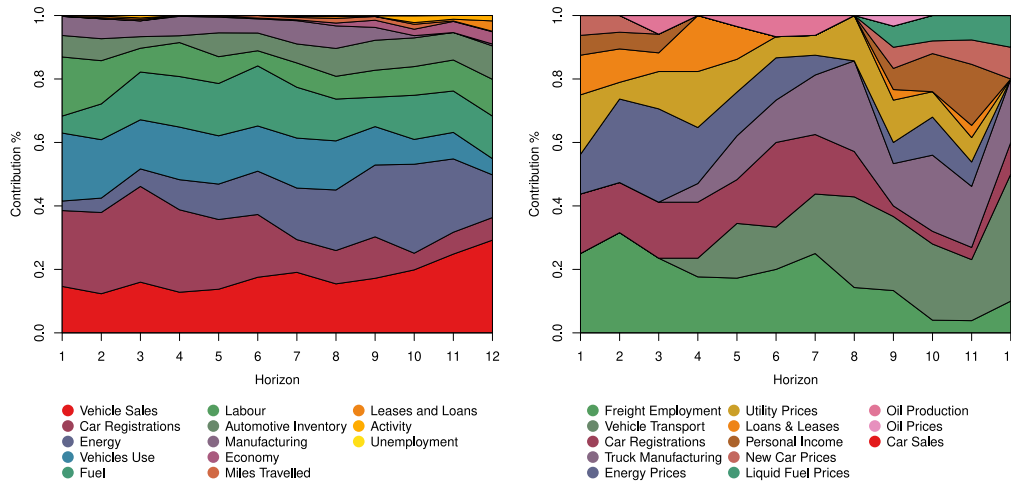 Contribution %
0.0 0.2 0.4 0.6 0.8 1.0
1 2 3 4 5 6 7 8 9 10 11 12
Horizon
Vehicle Sales
Car Registrations
Energy
Vehicles Use
Fuel
Labour
Automotive Inventory
Manufacturing
Economy
Miles Travelled
Leases and Loans
Activity
Unemployment
Contribution %
0.0 0.2 0.4 0.6 0.8 1.0
1 2 3 4 5 6 7 8 9 10 11 1
Horizon
Freight Employment
Vehicle Transport
Car Registrations
Truck Manufacturing
Energy Prices
Utility Prices
Loans & Leases
Personal Income
New Car Prices
Liquid Fuel Prices
Oil Production
Oil Prices
Car Sales